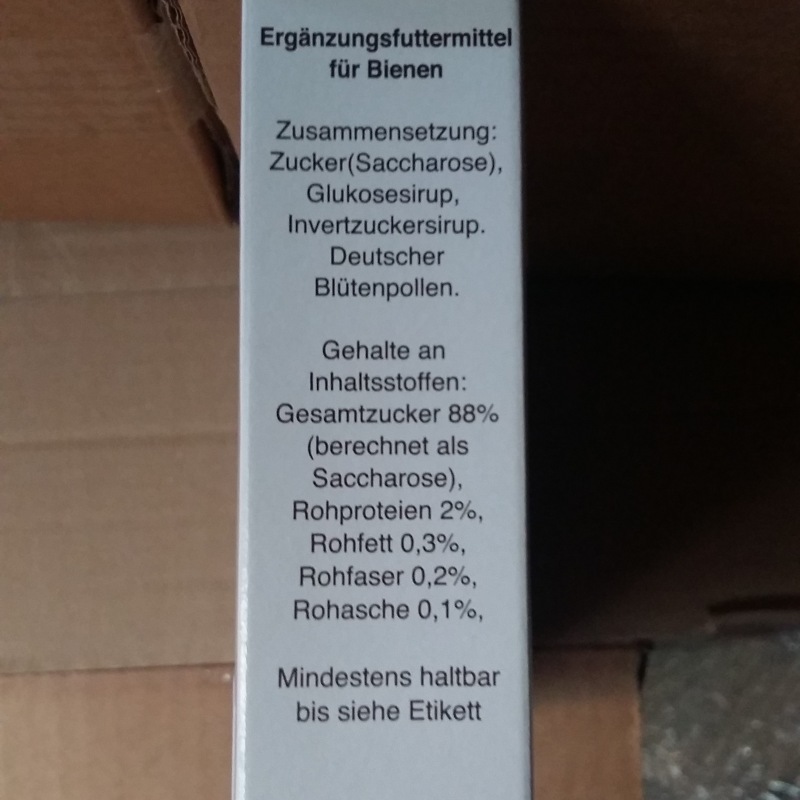 Ergänzungsfuttermittel
für Bienen
Zusammensetzung:
Zucker(Saccharose),
Glukosesirup,
Invertzuckersirup.
Deutscher
Blütenpollen.
Gehalte an
Inhaltsstoffen:
Gesamtzucker 88%
(berechnet als
Saccharose),
Rohproteien 2%,
Rohfett 0,3%,
Rohfaser 0,2%,
Rohasche 0,1%,
Mindestens haltbar
bis siehe Etikett